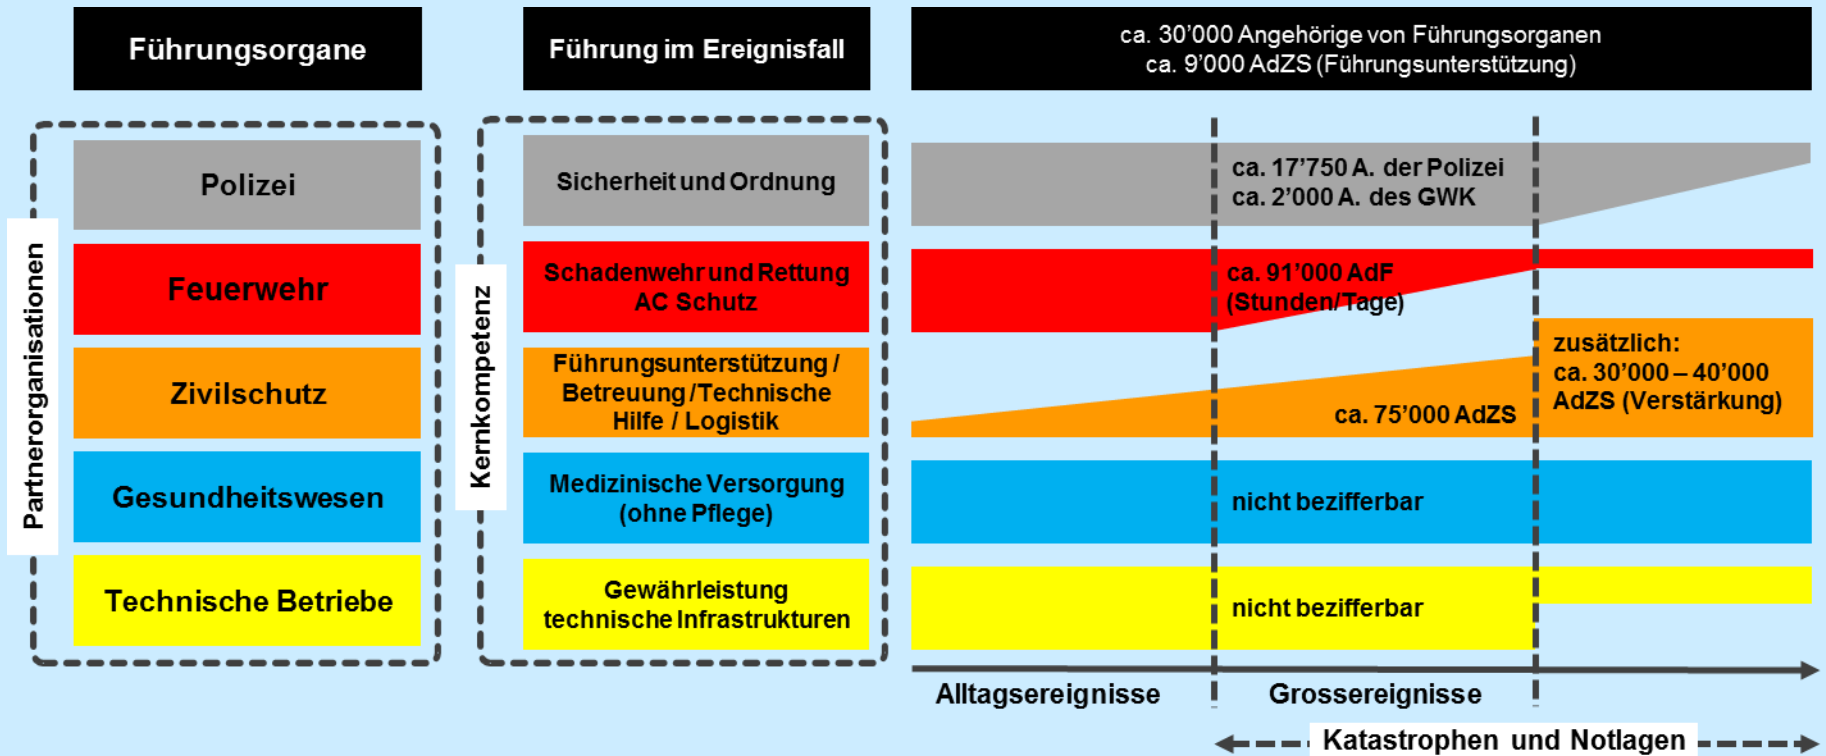 Führungsorgane
Führung im Ereignisfall
ca. 30’000 Angehörige von Führungsorganen
ca. 9’000 AdZS (Führungsunterstützung)
Partnerorganisationen
Polizei
Feuerwehr
Zivilschutz
Gesundheitswesen
Technische Betriebe
Kernkompetenz
Sicherheit und Ordnung
Schadenwehr und Rettung
AC Schutz
Führungsunterstützung /
Betreuung / Technische
Hilfe / Logistik
Medizinische Versorgung
(ohne Pflege)
Gewährleistung
technische Infrastrukturen
ca. 17’750 A. der Polizei
ca. 2’000 A. des GWK
ca. 91’000 AdF
(Stunden/Tage)
ca. 75’000 AdZS
zusätzlich:
ca. 30’000 – 40’000
AdZS (Verstärkung)
nicht bezifferbar
nicht bezifferbar
Alltagsereignisse
Grossereignisse
Katastrophen und Notlagen